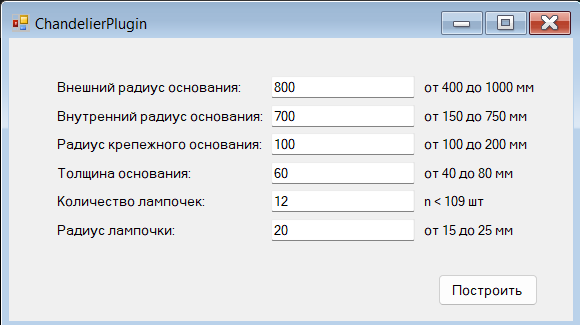 ChandelierPlugin
Внешний радиус основания: 800 от 400 до 1000 мм
Внутренний радиус основания: 700 от 150 до 750 мм
Радиус крепежного основания: 100 от 100 до 200 мм
Толщина основания: 60 от 40 до 80 мм
Количество лампочек: 12 n < 109 шт
Радиус лампочки: 20 от 15 до 25 мм
Построить